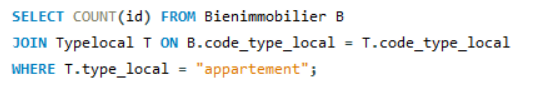 SELECT COUNT(id) FROM Bienimmobilier B
JOIN Typelocal T ON B.code_type_local = T.code_type_local
WHERE T.type_local = "appartement";